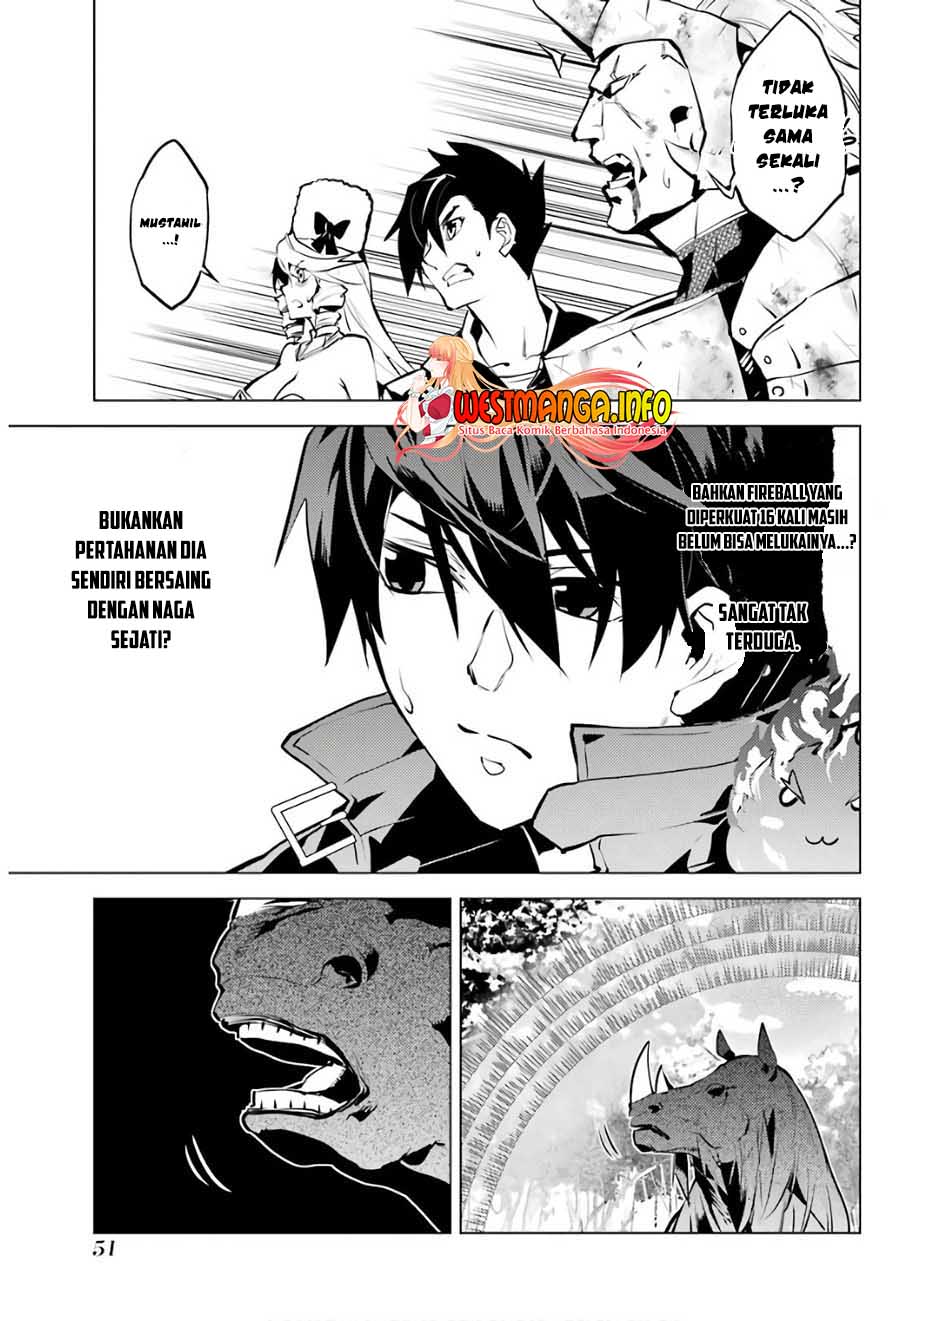 TIDAK
TERLUKA
SAMA
SEKALI
...?
MUSTAHIL
...!
WESTMANGA.INFO
Situs Baca Komik Berbahasa Indonesia
BAHKAN FIREBALL YANG
DIPERKUAT 16 KALI MASIH
BELUM BISA MELUKAINYA...?
SANGAT TAK
TERDUGA.
BUKANKAN
PERTAHANAN DIA
SENDIRI BERSAING
DENGAN NAGA
SEJATI?
51